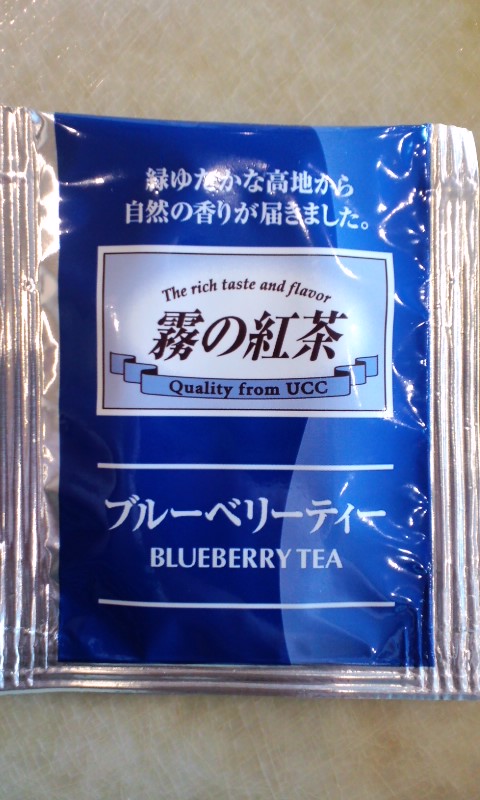 緑ゆたかな高地から
自然の香りが届きました。
The rich taste and flavor
霧の紅茶
Quality from UCC
ブルーベリーティー
BLUEBERRY TEA